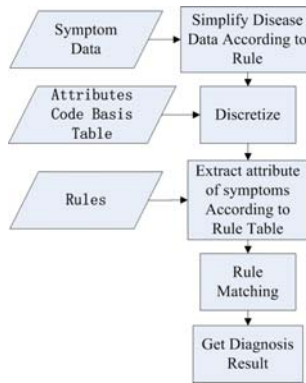 Symptom
Data
Simplify Disease
Data According to
Rule
Attributes
Code Basis
Table
Discretize
Rules
Extract attribute
of symptoms
According to
Rule Table
Rule
Matching
Get Diagnosis
Result